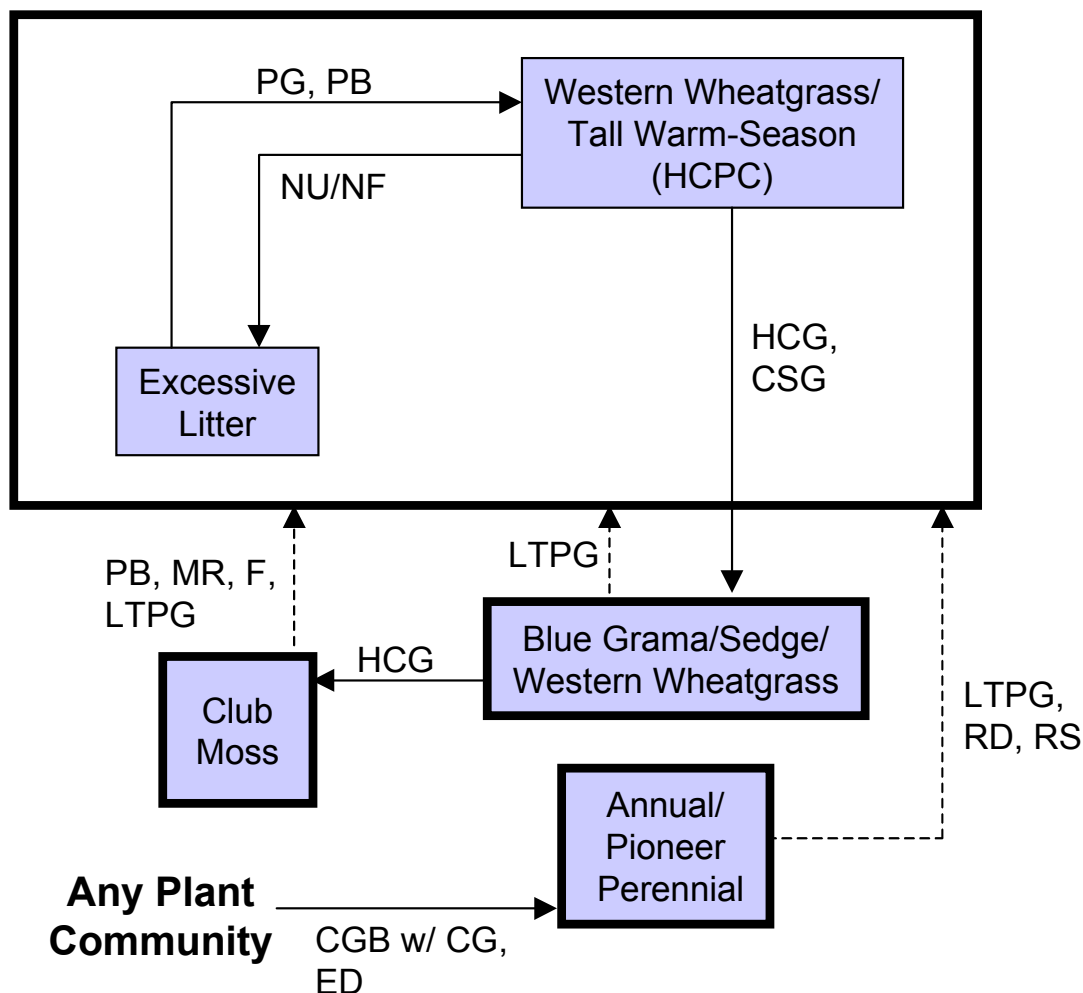 PG, PB
Western Wheatgrass/
Tall Warm-Season
(HCPC)
NU/NF
Excessive
Litter
HCG,
CSG
PB, MR, F,
LTPG
LTPG
Blue Grama/Sedge/
Western Wheatgrass
HCG
Club
Moss
LTPG,
RD, RS
Annual/
Pioneer
Perennial
Any Plant
Community
CGB w/ CG,
ED